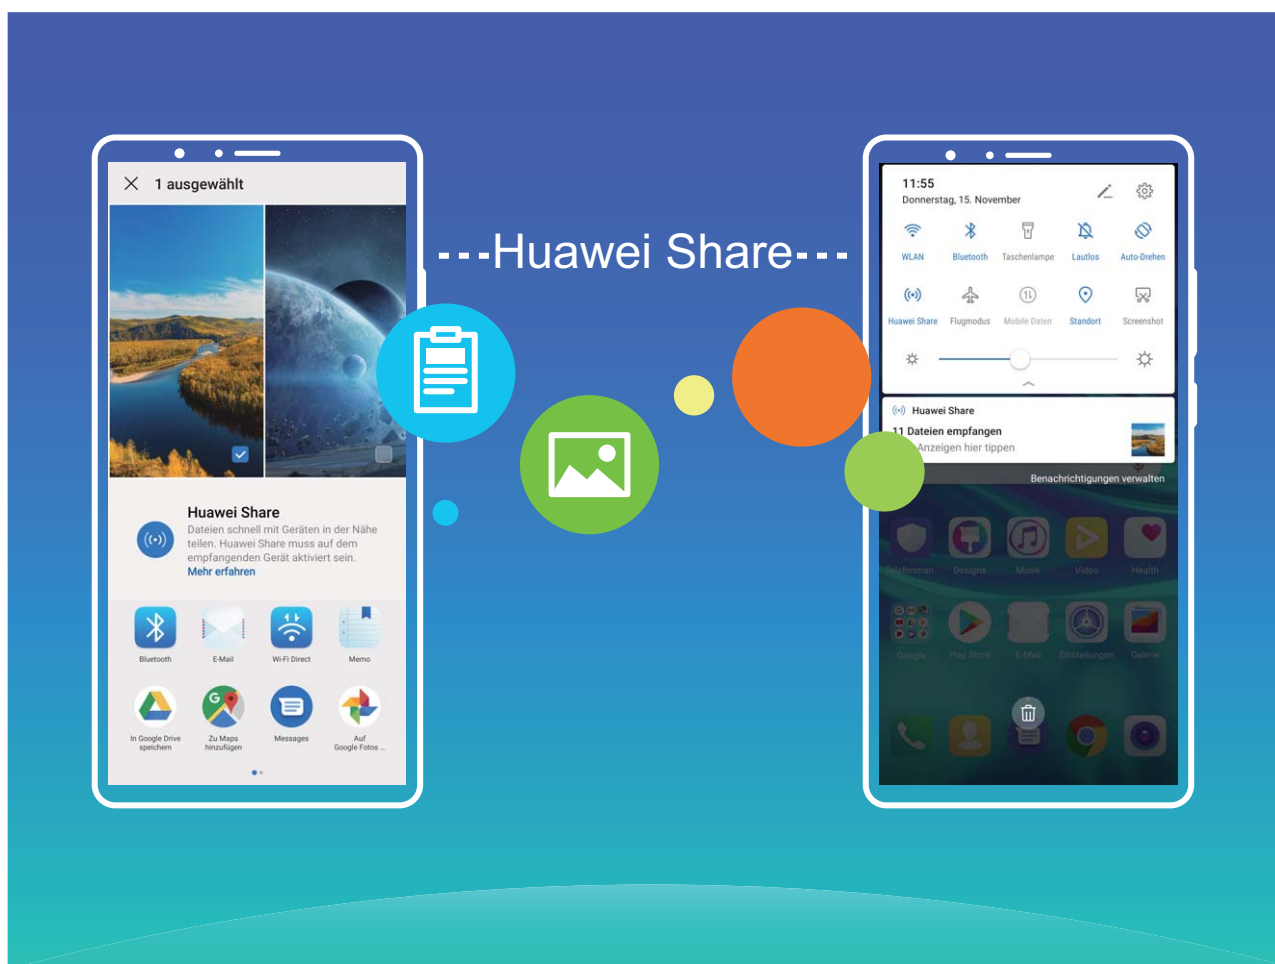 1 ausgewählt
Huawei Share
Dateien schnell mit Geräten in der Nähe
teilen. Huawei Share muss auf dem
empfangenden Gerät aktiviert sein.
Mehr erfahren
Bluetooth
E-Mail
Wi-Fi Direct
Memo
In Google Drive
speichern
Zu Maps
hinzufügen
Messages
Auf
Google Fotos ...
---Huawei Share---
11:55
Donnerstag, 15. November
WLAN
Bluetooth
Taschenlampe
Lautlos
Auto-Drehen
Huawei Share
Flugmodus
Mobile Daten
Standort
Screenshot
Huawei Share
11 Dateien empfangen
Anzeigen hier tippen
Benachrichtigungen verwalten
Telefonman..
Designs
Musik
Video
Health
Google
Play Store
E-Mail
Einstellungen
Galerie